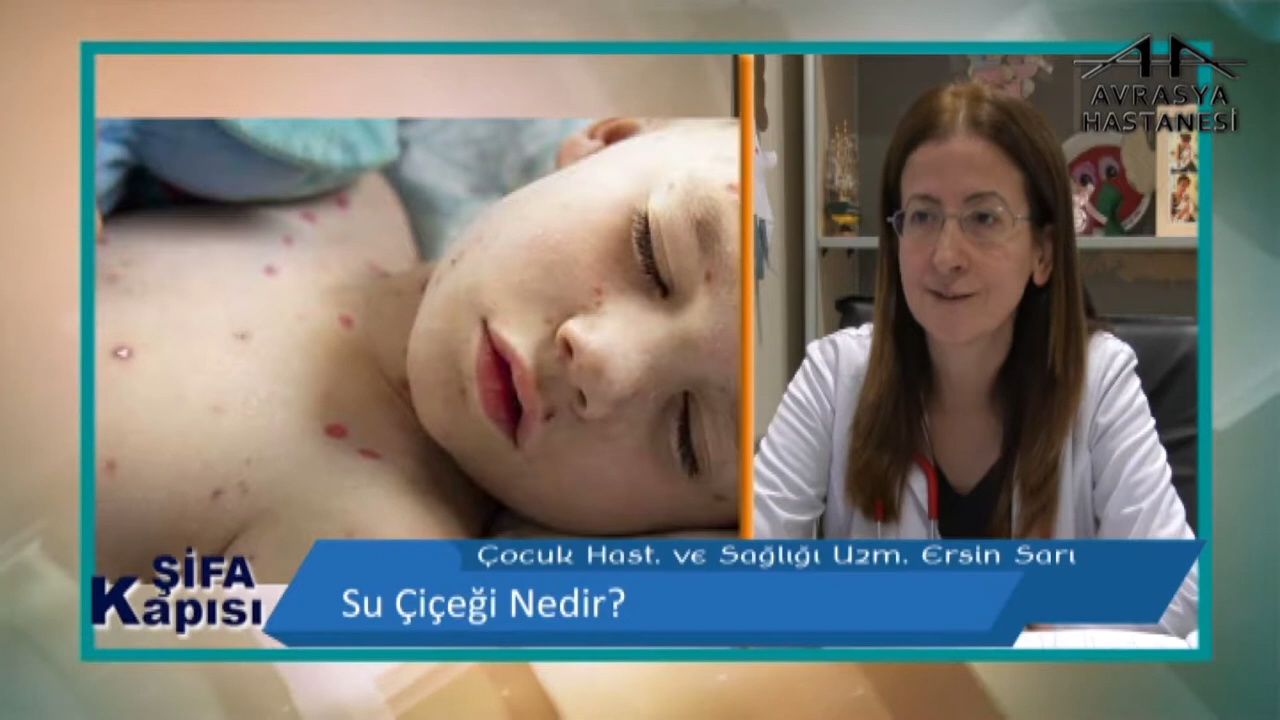 AVRASYA
HASTANESİ
Çocuk Hast. ve Sağlığı Uzm. Ersin Sarı
ŞİFA
Kapısı
Su Çiçeği Nedir?